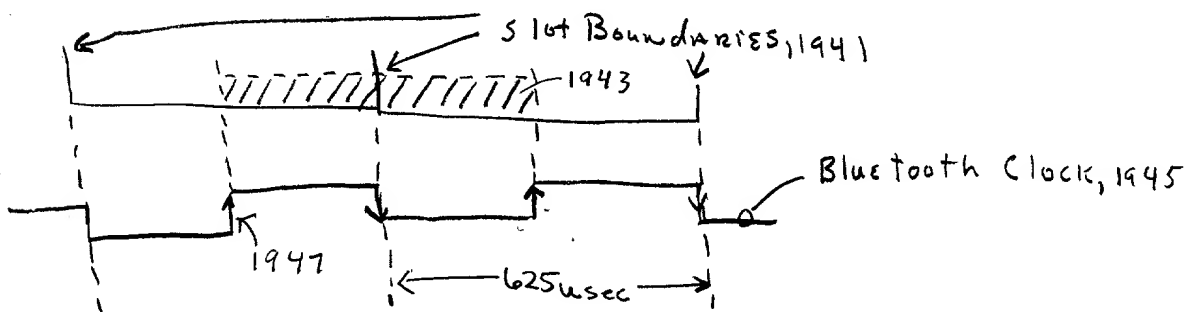 Slot Boundaries, 1941
1943
Bluetooth Clock, 1945
1947
625usec